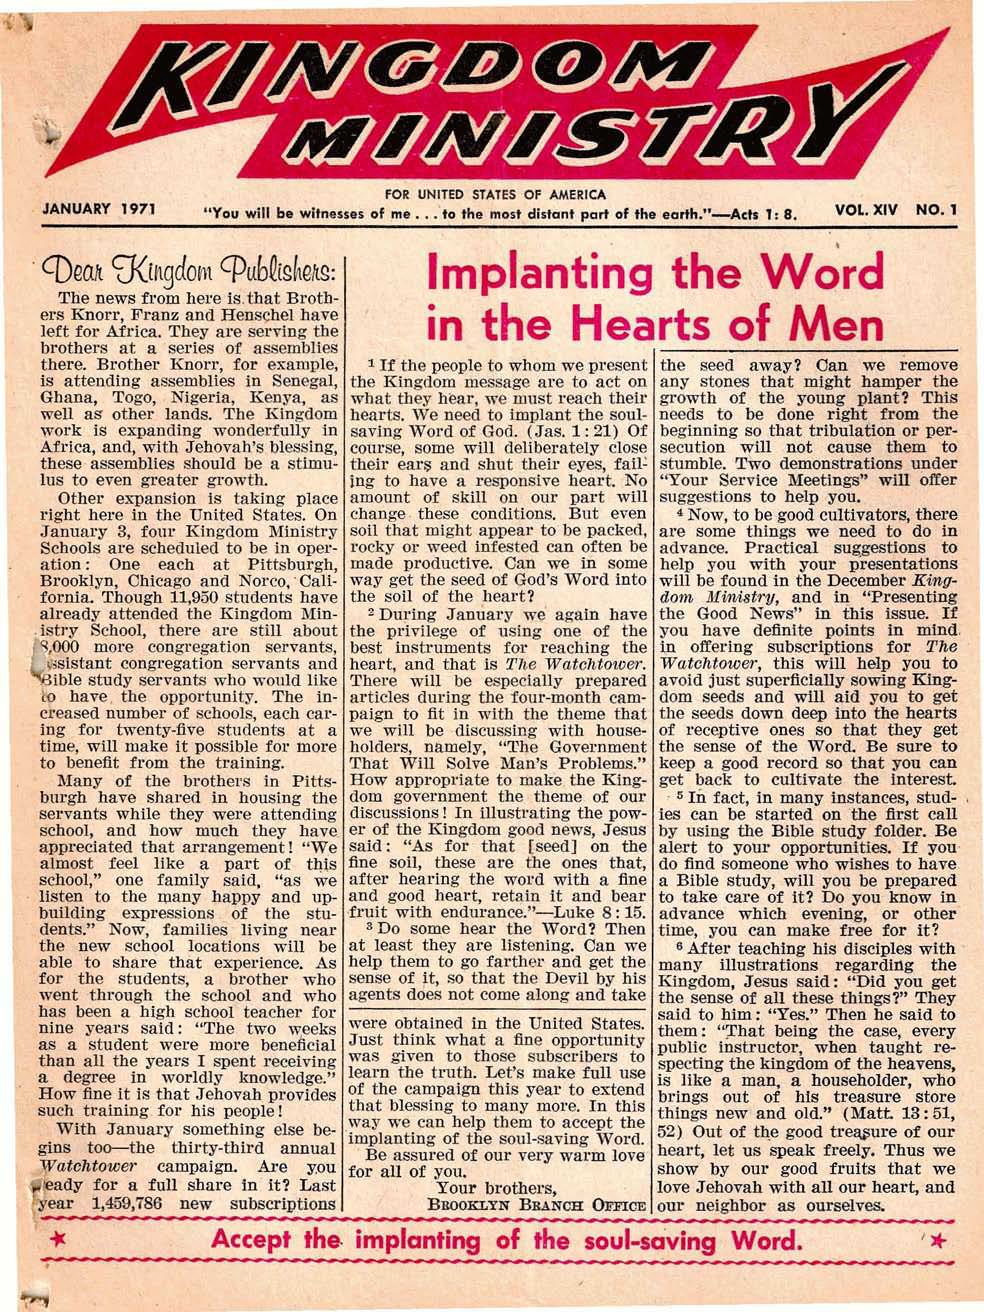 KINGDOM
MINISTRY
FOR UNITED STATES OF AMERICA
JANUARY 1971
"You will be witnesses of me . . . to the most distant part of the earth."—Acts 1: 8.
VOL. XIV NO. 1
Dear Kingdom Publishers:
The news from here is that Broth-
ers Knorr, Franz and Henschel have
left for Africa. They are serving the
brothers at a series of assemblies
there. Brother Knorr, for example,
is attending assemblies in Senegal,
Ghana, Togo, Nigeria, Kenya, as
well as other lands. The Kingdom
work is expanding wonderfully in
Africa, and, with Jehovah's blessing,
these assemblies should be a stimu-
lus to even greater growth.
Other expansion is taking place
right here in the United States. On
January 3, four Kingdom Ministry
Schools are scheduled to be in oper-
ation: One each at Pittsburgh,
Brooklyn, Chicago and Norco, Cali-
fornia. Though 11,950 students have
already attended the Kingdom Min-
istry School, there are still about
8,000 more congregation servants,
assistant congregation servants and
Bible study servants who would like
to have the opportunity. The in-
creased number of schools, each car-
ing for twenty-five students at a
time, will make it possible for more
to benefit from the training.
Many of the brothers in Pitts-
burgh have shared in housing the
servants while they were attending
school, and how much they have
appreciated that arrangement! "We
almost feel like a part of this
school," one family said, "as we
listen to the many happy and up-
building expressions of the stu-
dents." Now, families living near
the new school locations will be
able to share that experience. As
for the students, a brother who
went through the school and who
has been a high school teacher for
nine years said: "The two weeks
as a student were more beneficial
than all the years I spent receiving
a degree in worldly knowledge."
How fine it is that Jehovah provides
such training for his people!
With January something else be-
gins too—the thirty-third annual
Watchtower campaign. Are you
ready for a full share in it? Last
year 1,459,786 new subscriptions
were obtained in the United States.
Just think what a fine opportunity
was given to those subscribers to
learn the truth. Let's make full use
of the campaign this year to extend
that blessing to many more. In this
way we can help them to accept the
implanting of the soul-saving Word.
Be assured of our very warm love
for all of you.
Your brothers,
BROOKLYN BRANCH OFFICE
Implanting the Word
in the Hearts of Men
1 If the people to whom we present
the Kingdom message are to act on
what they hear, we must reach their
hearts. We need to implant the soul-
saving Word of God. (Jas. 1: 21) Of
course, some will deliberately close
their ears and shut their eyes, fail-
ing to have a responsive heart. No
amount of skill on our part will
change these conditions. But even
soil that might appear to be packed,
rocky or weed infested can often be
made productive. Can we in some
way get the seed of God's Word into
the soil of the heart?
2 During January we again have
the privilege of using one of the
best instruments for reaching the
heart, and that is The Watchtower.
There will be especially prepared
articles during the four-month cam-
paign to fit in with the theme that
we will be discussing with house-
holders, namely, "The Government
That Will Solve Man's Problems."
How appropriate to make the King-
dom government the theme of our
discussions! In illustrating the pow-
er of the Kingdom good news, Jesus
said: "As for that [seed] on the
fine soil, these are the ones that,
after hearing the word with a fine
and good heart, retain it and bear
fruit with endurance."—Luke 8: 15.
3 Do some hear the Word? Then
at least they are listening. Can we
help them to go farther and get the
sense of it, so that the Devil by his
agents does not come along and take
the seed away? Can we remove
any stones that might hamper the
growth of the young plant? This
needs to be done right from the
beginning so that tribulation or per-
secution will not cause them to
stumble. Two demonstrations under
"Your Service Meetings" will offer
suggestions to help you.
4 Now, to be good cultivators, there
are some things we need to do in
advance. Practical suggestions to
help you with your presentations
will be found in the December King-
dom Ministry, and in "Presenting
the Good News" in this issue. If
you have definite points in mind
in offering subscriptions for The
Watchtower, this will help you to
avoid just superficially sowing King-
dom seeds and will aid you to get
the seeds down deep into the hearts
of receptive ones so that they get
the sense of the Word. Be sure to
keep a good record so that you can
get back to cultivate the interest.
5 In fact, in many instances, stud-
ies can be started on the first call
by using the Bible study folder. Be
alert to your opportunities. If you
do find someone who wishes to have
a Bible study, will you be prepared
to take care of it? Do you know in
advance which evening, or other
time, you can make free for it?
6 After teaching his disciples with
many illustrations regarding the
Kingdom, Jesus said: "Did you get
the sense of all these things?" They
said to him: "Yes." Then he said to
them: "That being the case, every
public instructor, when taught re-
specting the kingdom of the heavens,
is like a man, a householder, who
brings out of his treasure store
things new and old." (Matt. 13: 51,
52) Out of the good treasure of our
heart, let us speak freely. Thus we
show by our good fruits that we
love Jehovah with all our heart, and
our neighbor as ourselves.
Accept the implanting of the soul-saving Word.